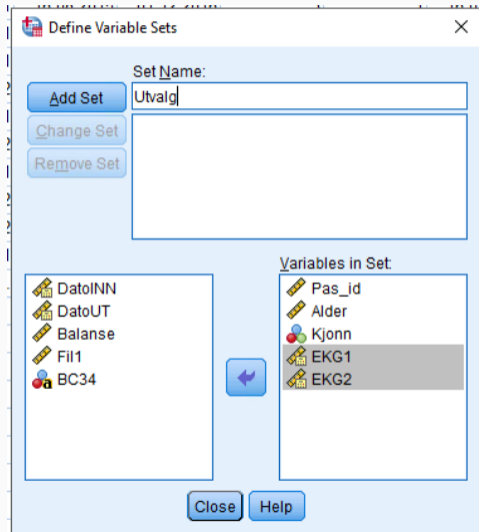 Define Variable Sets
Set Name:
Add Set
Utvalg
Change Set
Remove Set
Variables in Set:
DatoINN
DatoUT
Balanse
Fil1
BC34
Pas_id
Alder
Kjonn
EKG1
EKG2
Close
Help